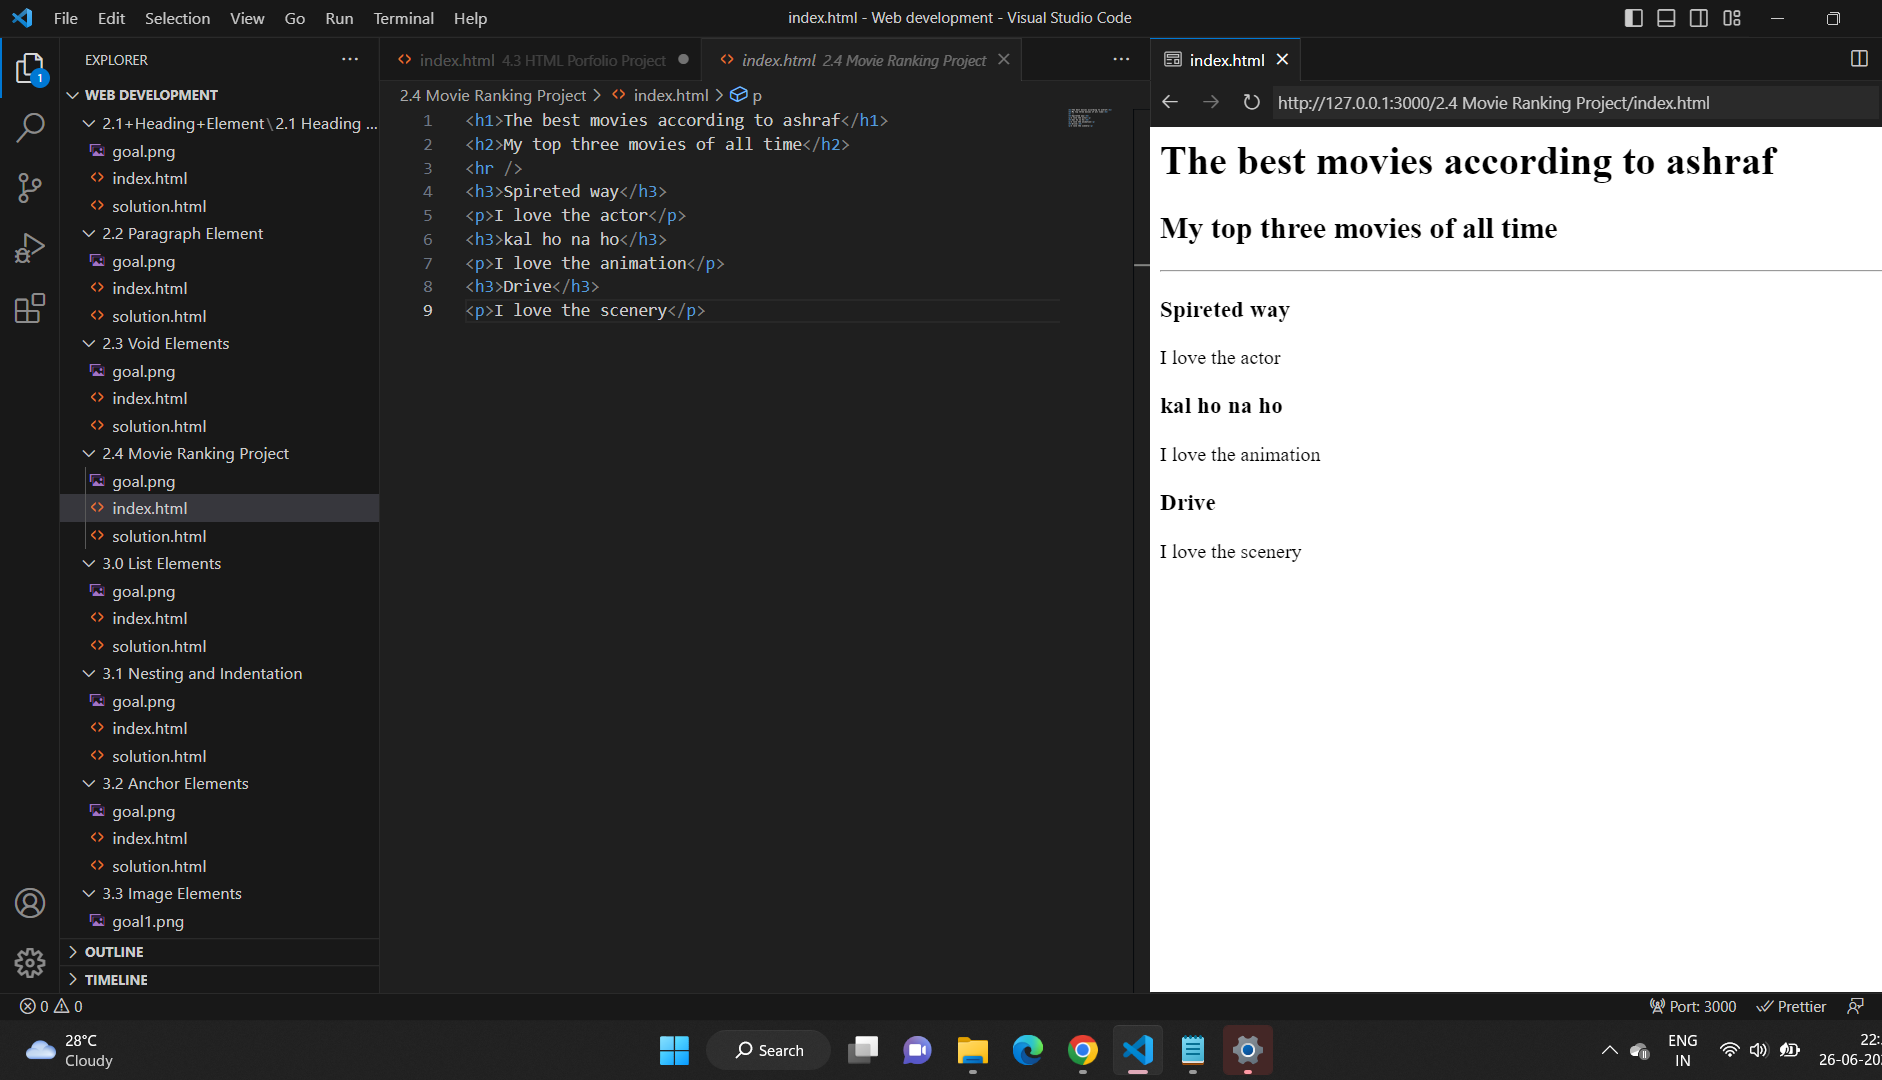 File Edit Selection View Go Run Terminal Help
index.html - Web development - Visual Studio Code
EXPLORER
WEB DEVELOPMENT
2.1+Heading+Element\2.1 Heading ...
goal.png
index.html
solution.html
2.2 Paragraph Element
goal.png
index.html
solution.html
2.3 Void Elements
goal.png
index.html
solution.html
2.4 Movie Ranking Project
goal.png
index.html
solution.html
3.0 List Elements
goal.png
index.html
solution.html
3.1 Nesting and Indentation
goal.png
index.html
solution.html
3.2 Anchor Elements
goal.png
index.html
solution.html
3.3 Image Elements
goal1.png
OUTLINE
TIMELINE
1
index.html 4.3 HTML Porfolio Project
index.html 2.4 Movie Ranking Project
2.4 Movie Ranking Project > index.html > p
1 <h1>The best movies according to ashraf</h1>
2 <h2>My top three movies of all time</h2>
3 <hr />
4 <h3>Spireted way</h3>
5 <p>I love the actor</p>
6 <h3>kal ho na ho</h3>
7 <p>I love the animation</p>
8 <h3>Drive</h3>
9 <p>I love the scenery</p>
index.html
http://127.0.0.1:3000/2.4 Movie Ranking Project/index.html
The best movies according to ashraf
My top three movies of all time
Spireted way
I love the actor
kal ho na ho
I love the animation
Drive
I love the scenery
0 0
Port: 3000 Prettier
28°C
Cloudy
Search
ENG
IN
22:
26-06-20